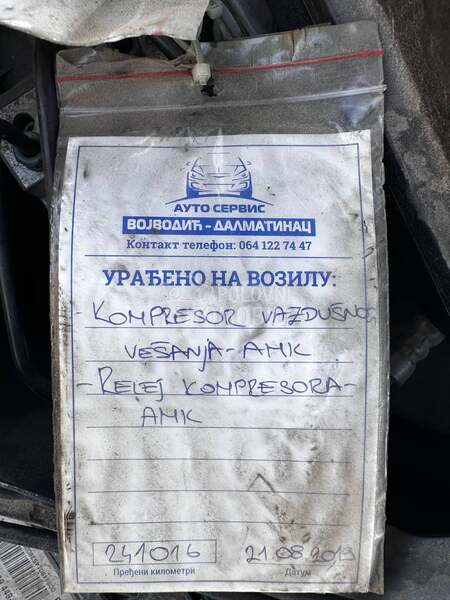 АУТО СЕРВИС
ВОЈВОДИЋ - ДАЛМАТИНАЦ
Контакт телефон: 064 122 74 47
УРАЂЕНО НА ВОЗИЛУ:
- KOMPRESOR VAZDUŠNOG
VEŠANJA - AMK
- RELEJ KOMPRESORA -
AMK
241016 21.08.2019
Пређени километри Датум